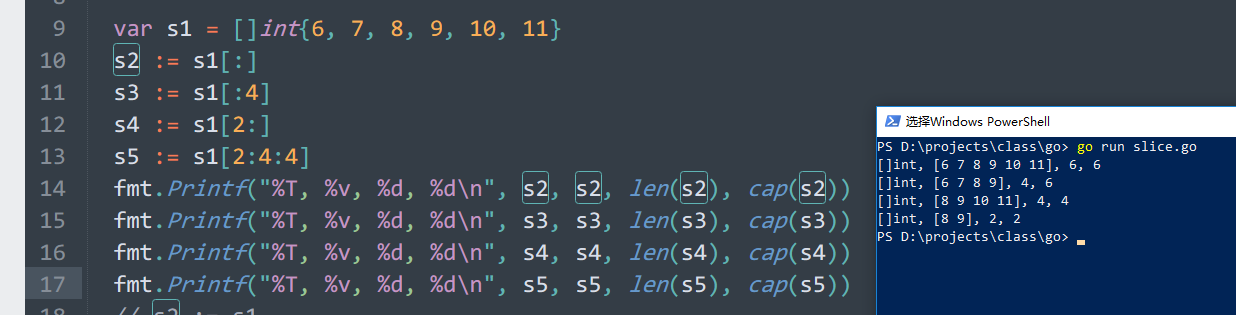 9 var s1 = []int{6, 7, 8, 9, 10, 11}
10 s2 := s1[:]
11 s3 := s1[:4]
12 s4 := s1[2:]
13 s5 := s1[2:4:4]
14 fmt.Printf("%T, %v, %d, %d\n", s2, s2, len(s2), cap(s2))
15 fmt.Printf("%T, %v, %d, %d\n", s3, s3, len(s3), cap(s3))
16 fmt.Printf("%T, %v, %d, %d\n", s4, s4, len(s4), cap(s4))
17 fmt.Printf("%T, %v, %d, %d\n", s5, s5, len(s5), cap(s5))
选择Windows PowerShell
PS D:\projects\class\go> go run slice.go
[]int, [6 7 8 9 10 11], 6, 6
[]int, [6 7 8 9], 4, 6
[]int, [8 9 10 11], 4, 4
[]int, [8 9], 2, 2
PS D:\projects\class\go>